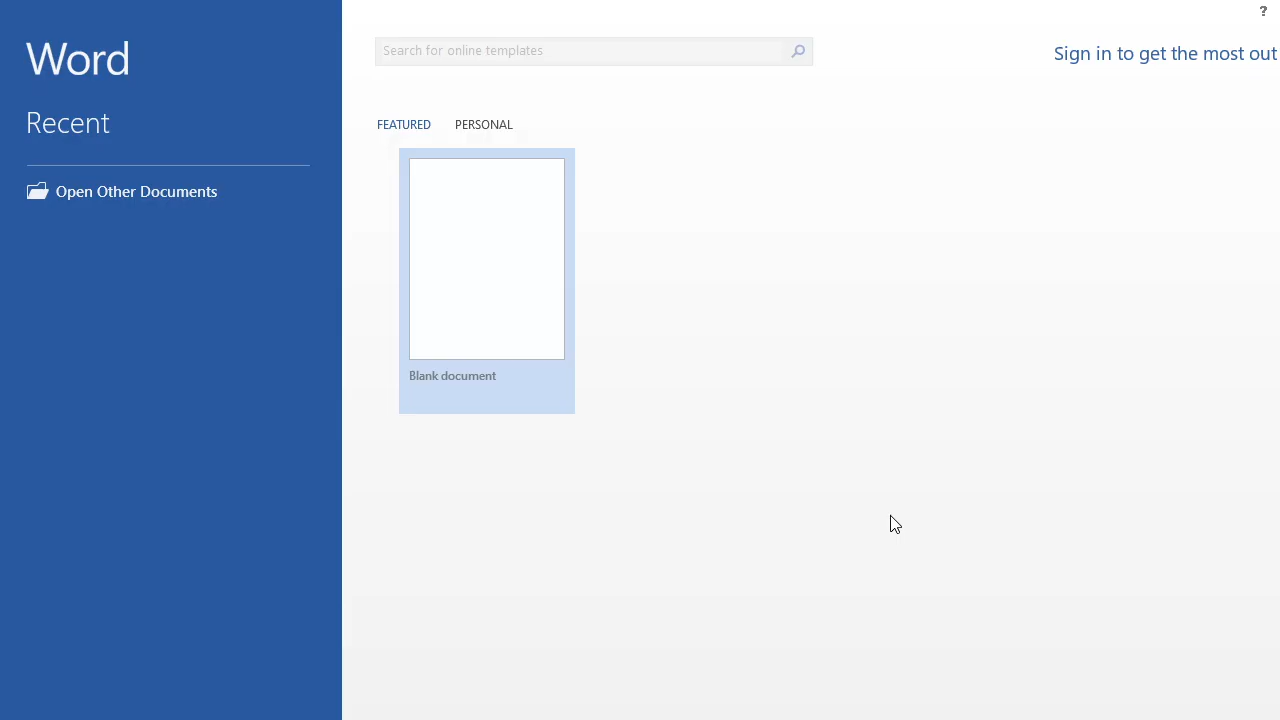 ?
Word
Search for online templates
Sign in to get the most out
Recent
FEATURED PERSONAL
Open Other Documents
Blank document